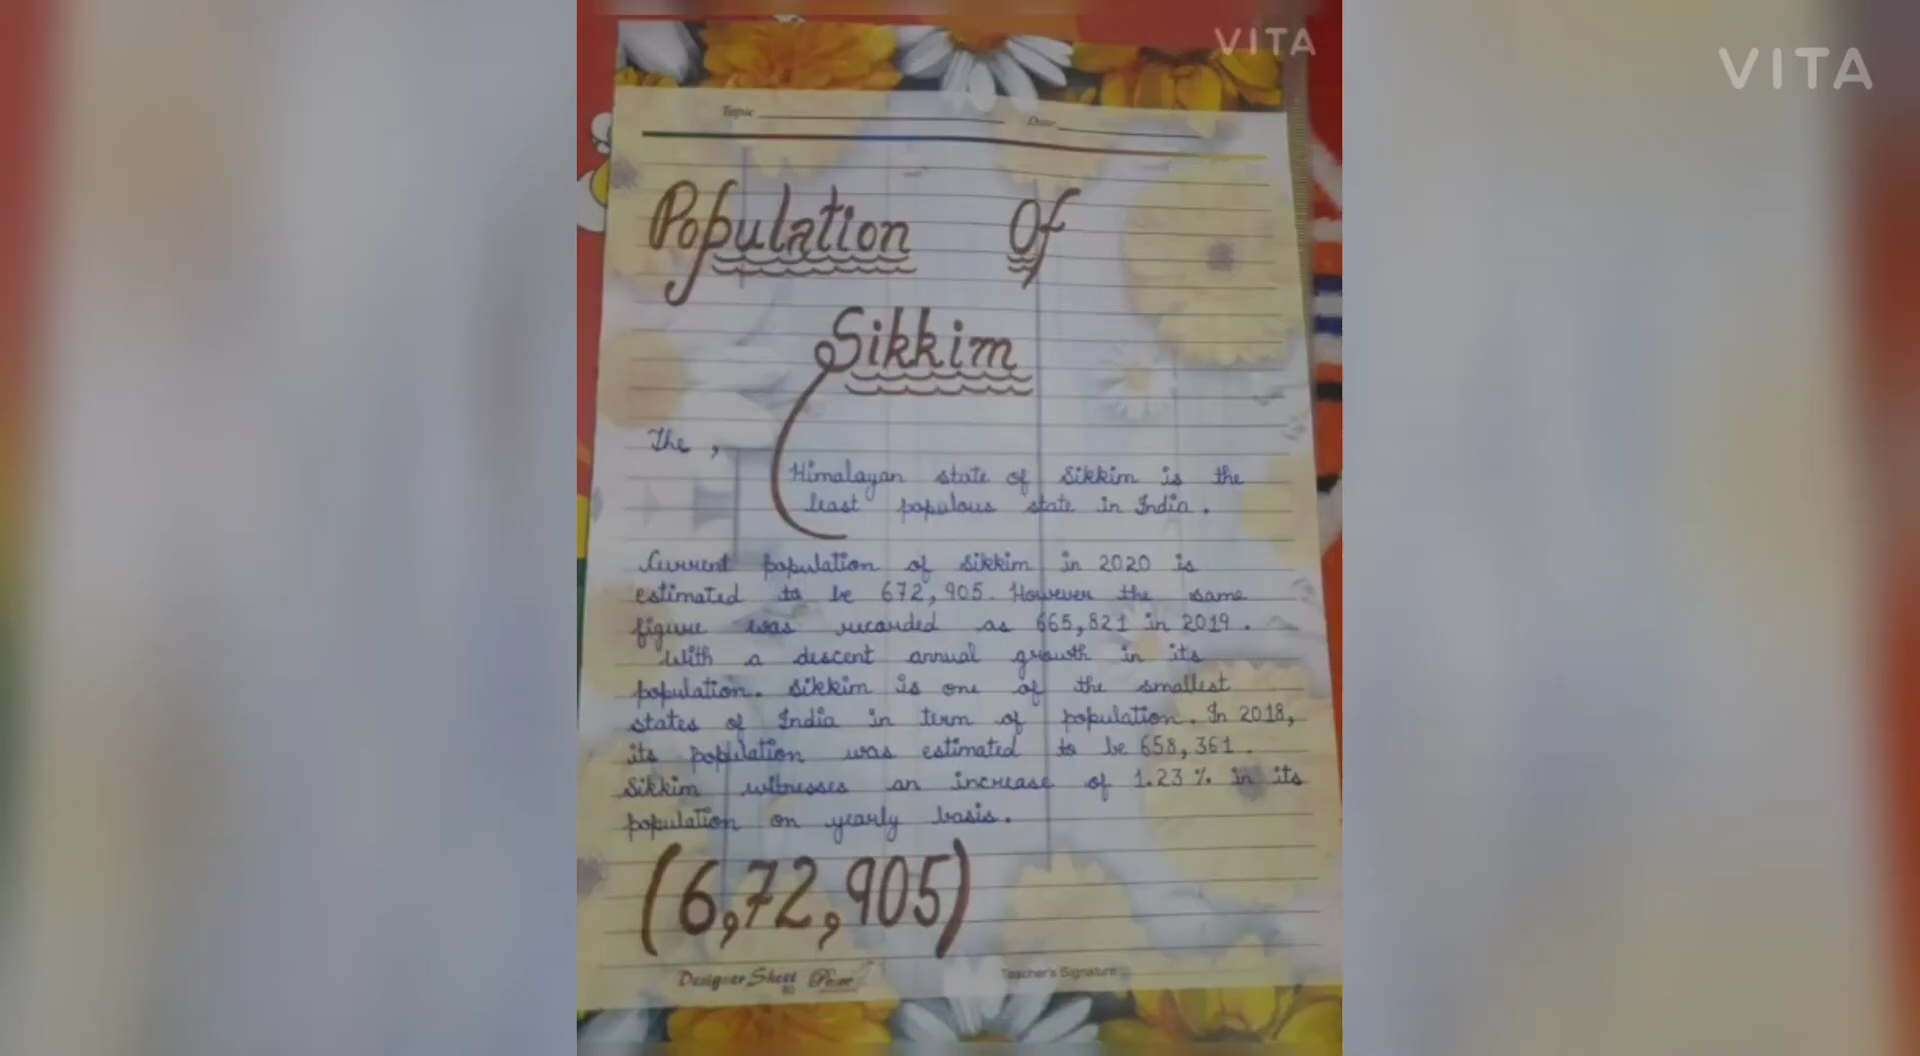 VITA
VITA
Topic Date
Population Of
Sikkim
The ,
Himalayan state of Sikkim is the
least populous state in India.
Current population of Sikkim in 2020 is
estimated to be 672,905. However the same
figure was recorded as 665,821 in 2019.
With a descent annual growth in its
population. Sikkim is one of the smallest
states of India in term of population. In 2018,
its population was estimated to be 658,361.
Sikkim witnesses an increase of 1.23 % in its
population on yearly basis.
(6,72,905)
Designer Sheet Teacher's Signature